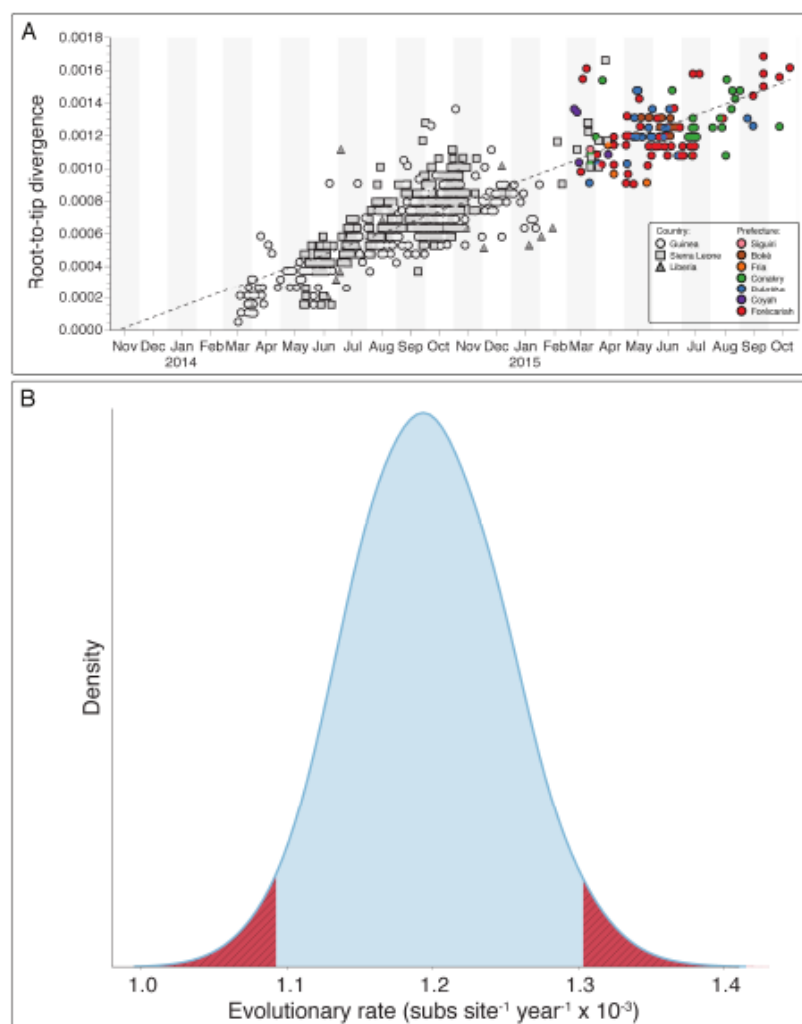 A
0.0018
0.0016
0.0014
0.0012
0.0010
0.0008
0.0006
0.0004
0.0002
0.0000
Root-to-tip divergence
Nov Dec Jan Feb Mar Apr May Jun Jul Aug Sep Oct Nov Dec Jan Feb Mar Apr May Jun Jul Aug Sep Oct
2014 2015
Country: Prefecture:
Guinea Siguiri
Sierra Leone Boké
Liberia Fria
Conakry
Coyah
Forécariah
B
Density
1.0 1.1 1.2 1.3 1.4
Evolutionary rate (subs site⁻¹ year⁻¹ x 10⁻³)